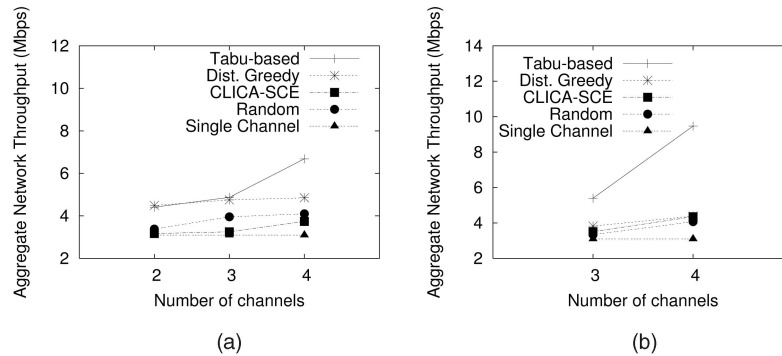 Aggregate Network Throughput (Mbps)
12
10
8
6
4
2
Tabu-based
Dist. Greedy
CLICA-SCE
Random
Single Channel
2 3 4
Number of channels
(a)
Aggregate Network Throughput (Mbps)
14
12
10
8
6
4
2
Tabu-based
Dist. Greedy
CLICA-SCE
Random
Single Channel
3 4
Number of channels
(b)